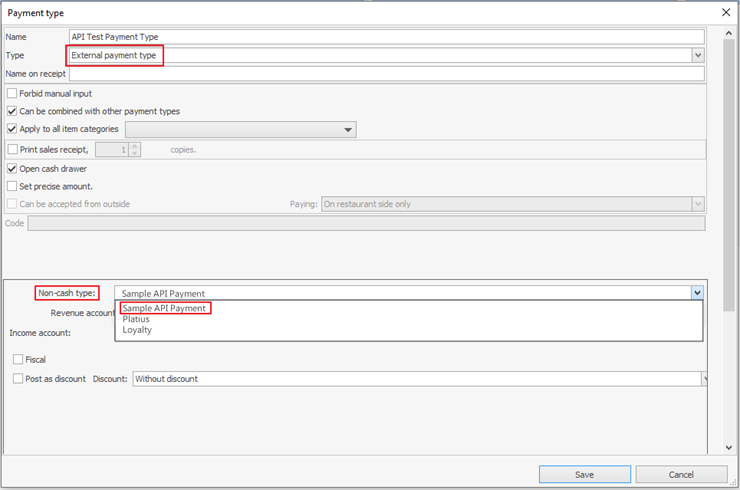 Payment type
Name API Test Payment Type
Type External payment type
Name on receipt
Forbid manual input
Can be combined with other payment types
Apply to all item categories
Print sales receipt, 1 copies.
Open cash drawer
Set precise amount.
Can be accepted from outside Paying: On restaurant side only
Code
Non-cash type: Sample API Payment
Revenue account Sample API Payment
Platius
Income account: Loyalty
Fiscal
Post as discount Discount: Without discount
Save Cancel